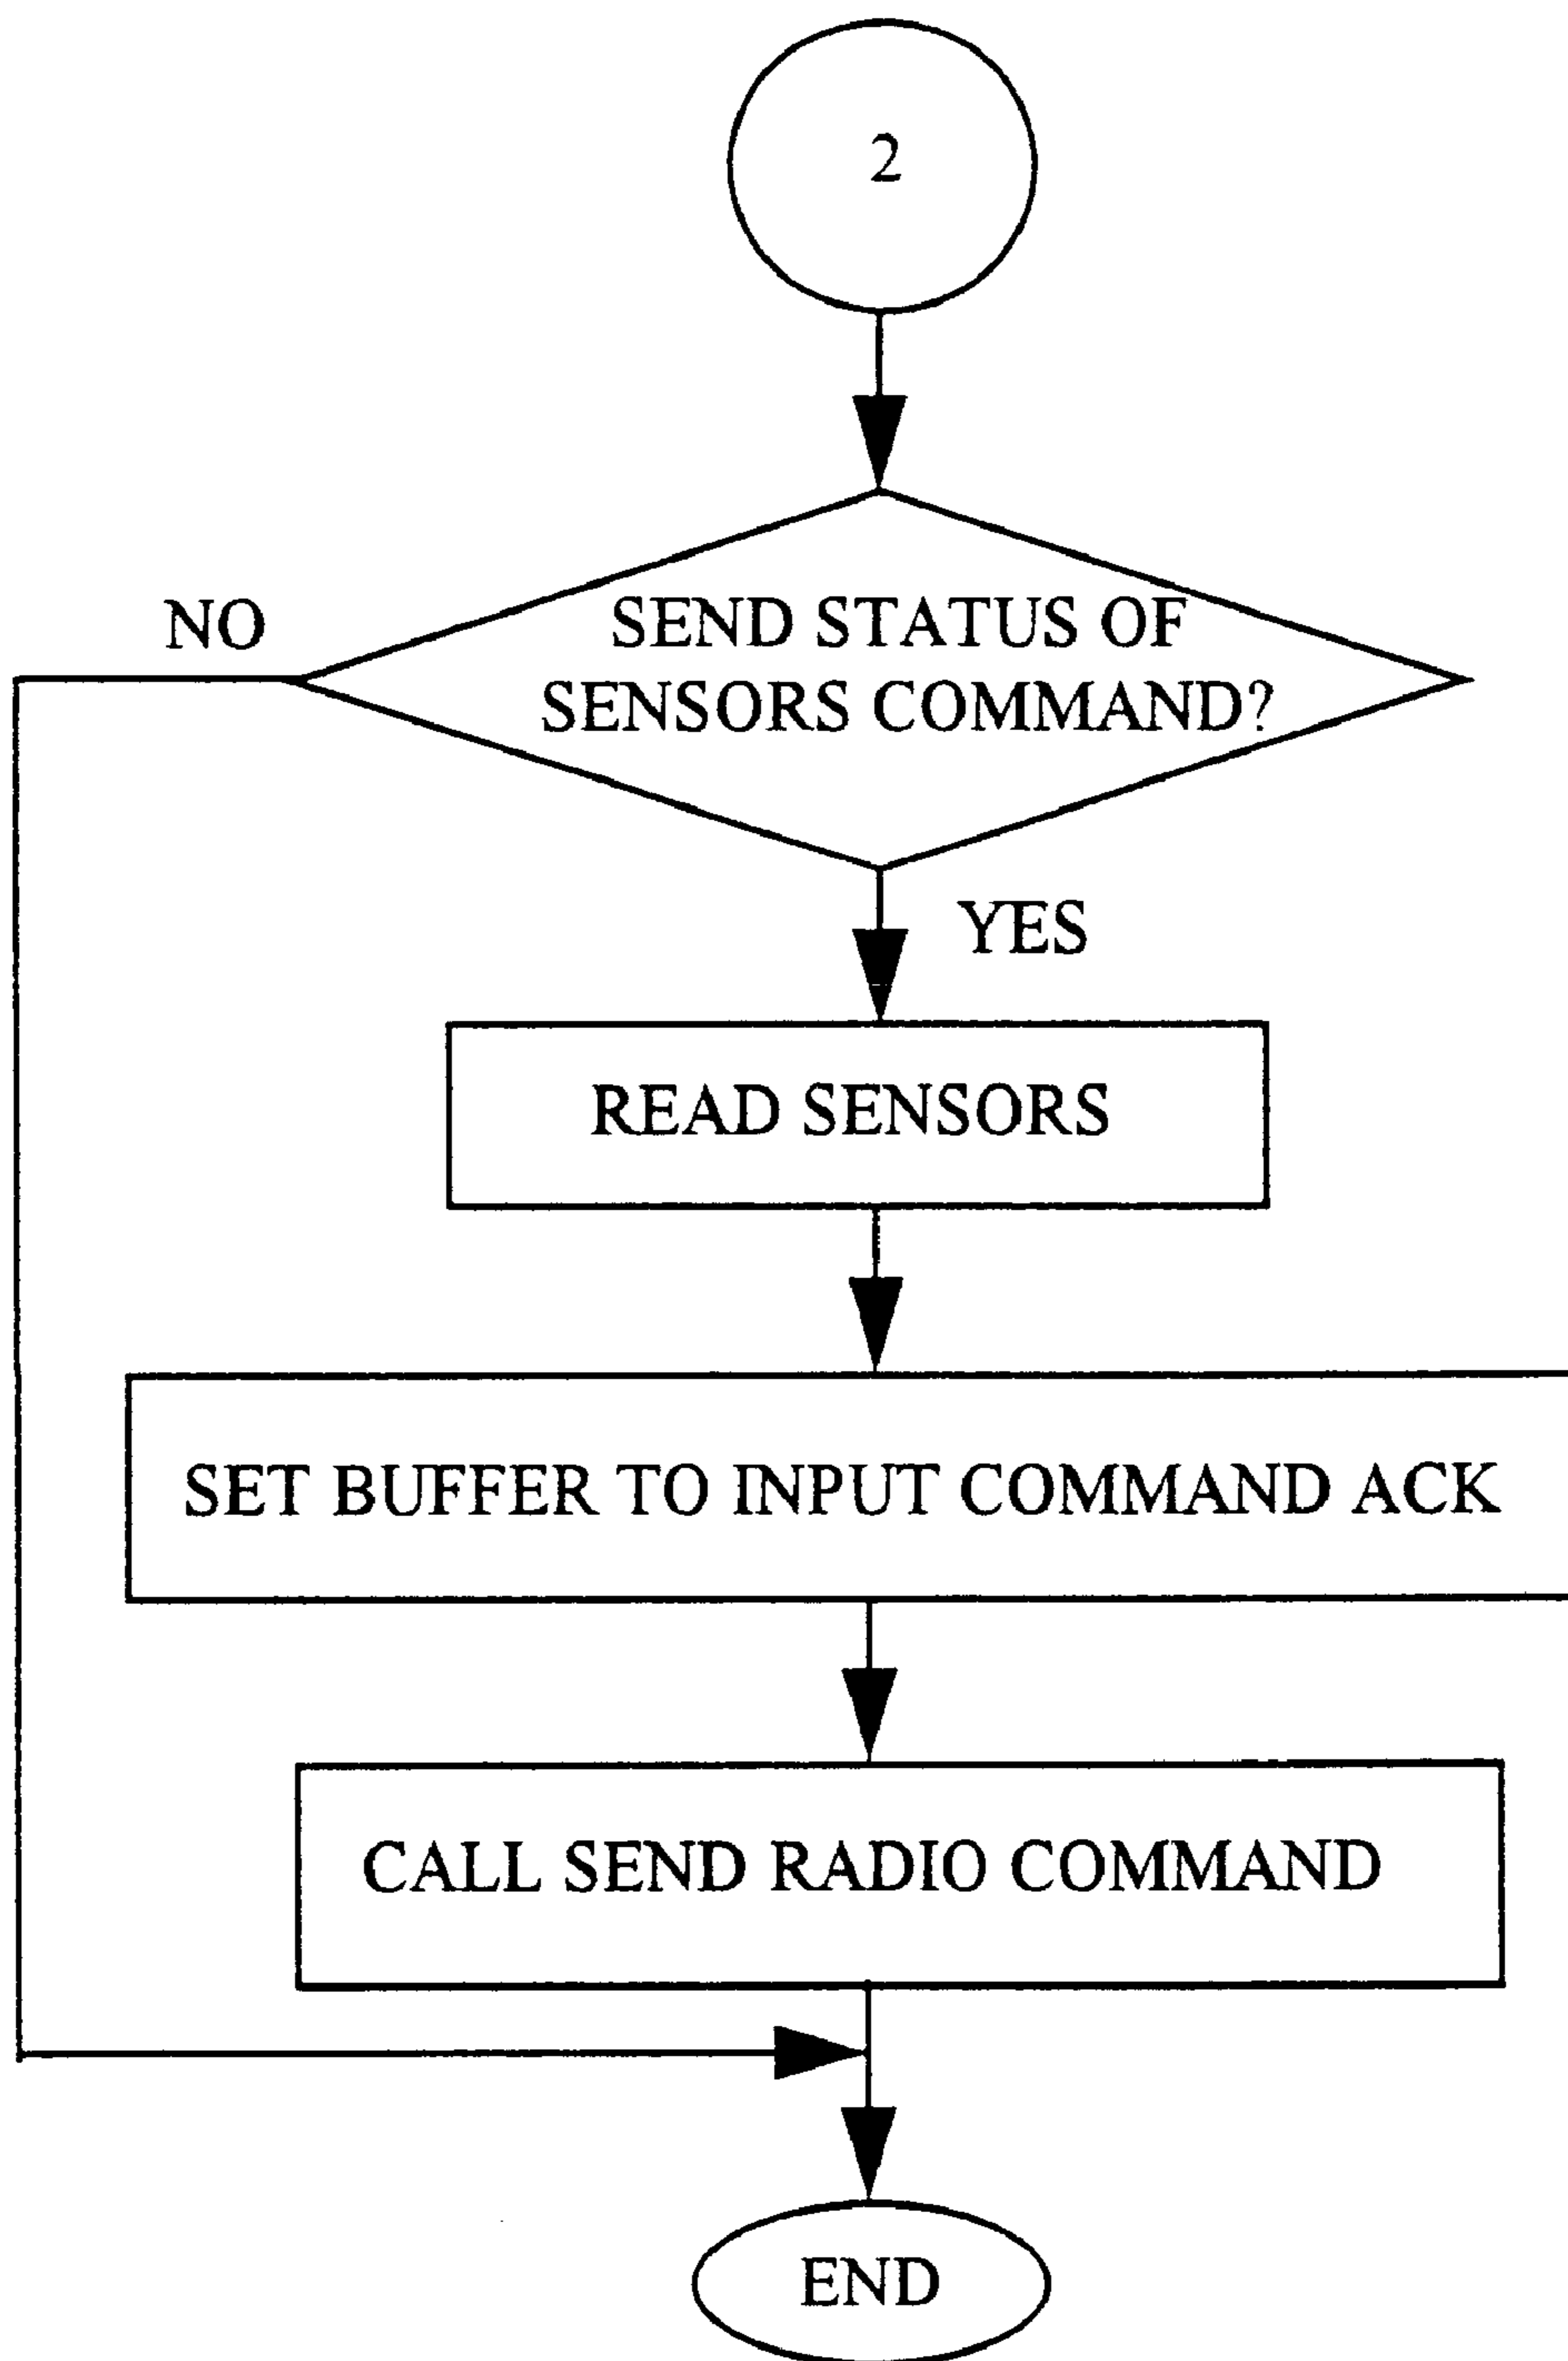 2
SEND STATUS OF
SENSORS COMMAND?
NO
YES
READ SENSORS
SET BUFFER TO INPUT COMMAND ACK
CALL SEND RADIO COMMAND
END